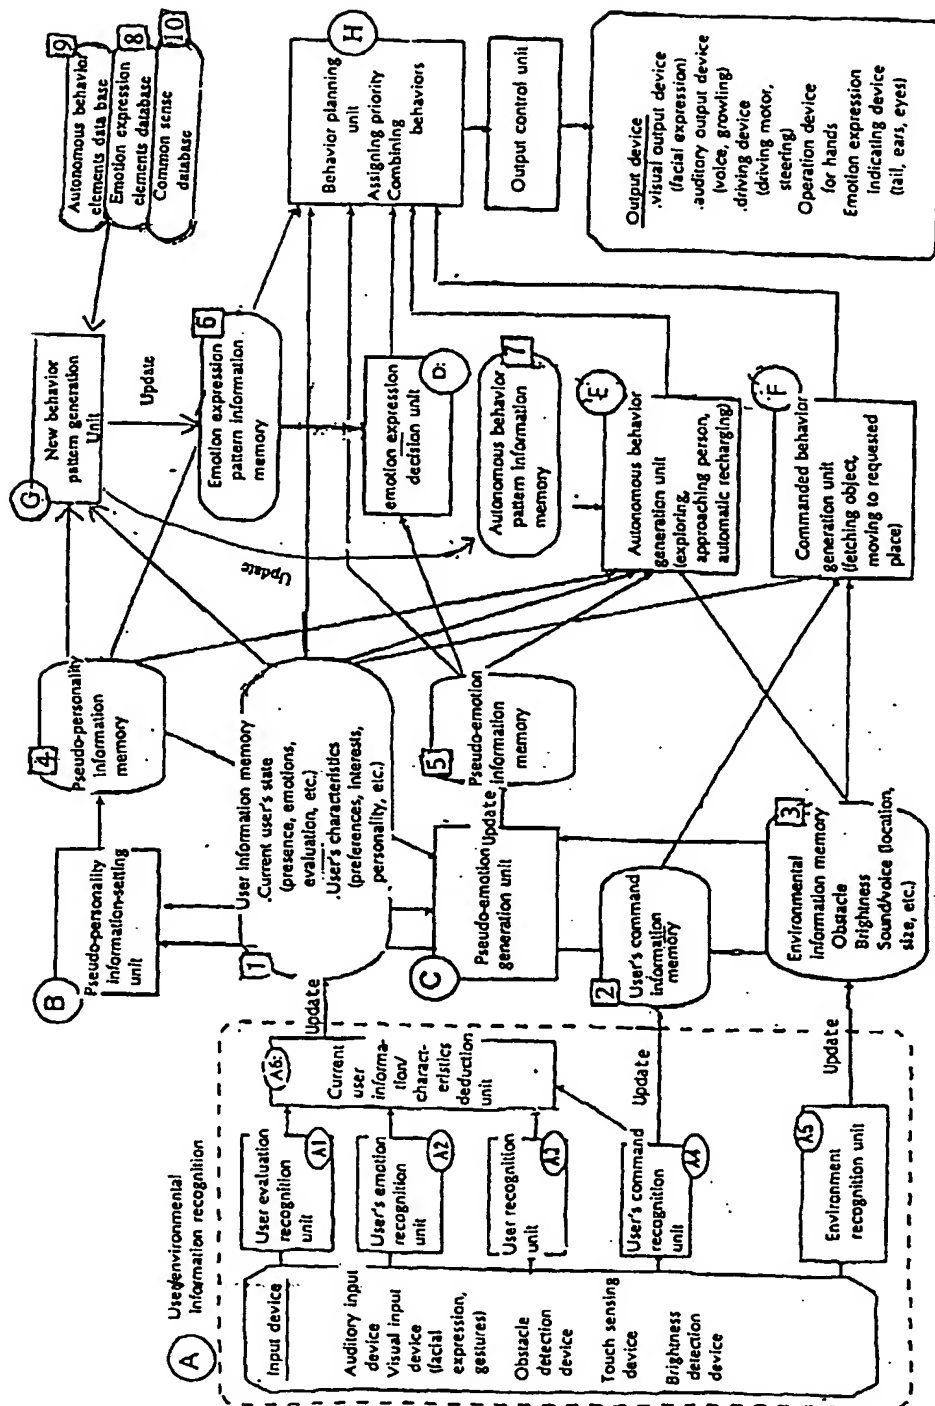 A
User/environmental
Information recognition
Input device
Auditory input
device
Visual input
device
(facial
expression,
gestures)
Obstacle
detection
device
Touch sensing
device
Brightness
detection
device
User evaluation
recognition
unit
A1
User's emotion
recognition
unit
A2
User recognition
unit
A3
User's command
recognition
unit
A4
Environment
recognition unit
A5
A6:
Current
user
informa-
tion/
charact-
eristics
deduction
unit
Update
Update
Update
B
Pseudo-personality
information-setting
unit
1
User information memory
.Current user's state
(presence, emotions,
evaluation, etc.)
.User's characteristics
(preferences, interests,
personality, etc.)
C
Pseudo-emotion
generation unit
Update
2
User's command
information
memory
3
Environmental
Information memory
Obstacle
Brightness
Sound/voice (location,
size, etc.)
4
Pseudo-personality
Information
memory
5
Pseudo-emotion
information
memory
G
New behavior
pattern generation
Unit
Update
Update
6
Emotion expression
pattern information
memory
emotion expression
decision unit
D:
7
Autonomous behavior
pattern information
memory
E
Autonomous behavior
generation unit
(exploring,
approaching person,
automatic recharging)
F
Commanded behavior
generation unit
(fetching object,
moving to requested
place)
9
Autonomous behavior
elements data base
8
Emotion expression
elements database
10
Common sense
database
H
Behavior planning
unit
Assigning priority
Combining
behaviors
Output control unit
Output device
.visual output device
(facial expression)
.auditory output device
(voice, growling)
.driving device
(driving motor,
steering)
Operation device
for hands
Emotion expression
Indicating device
(tail, ears, eyes)